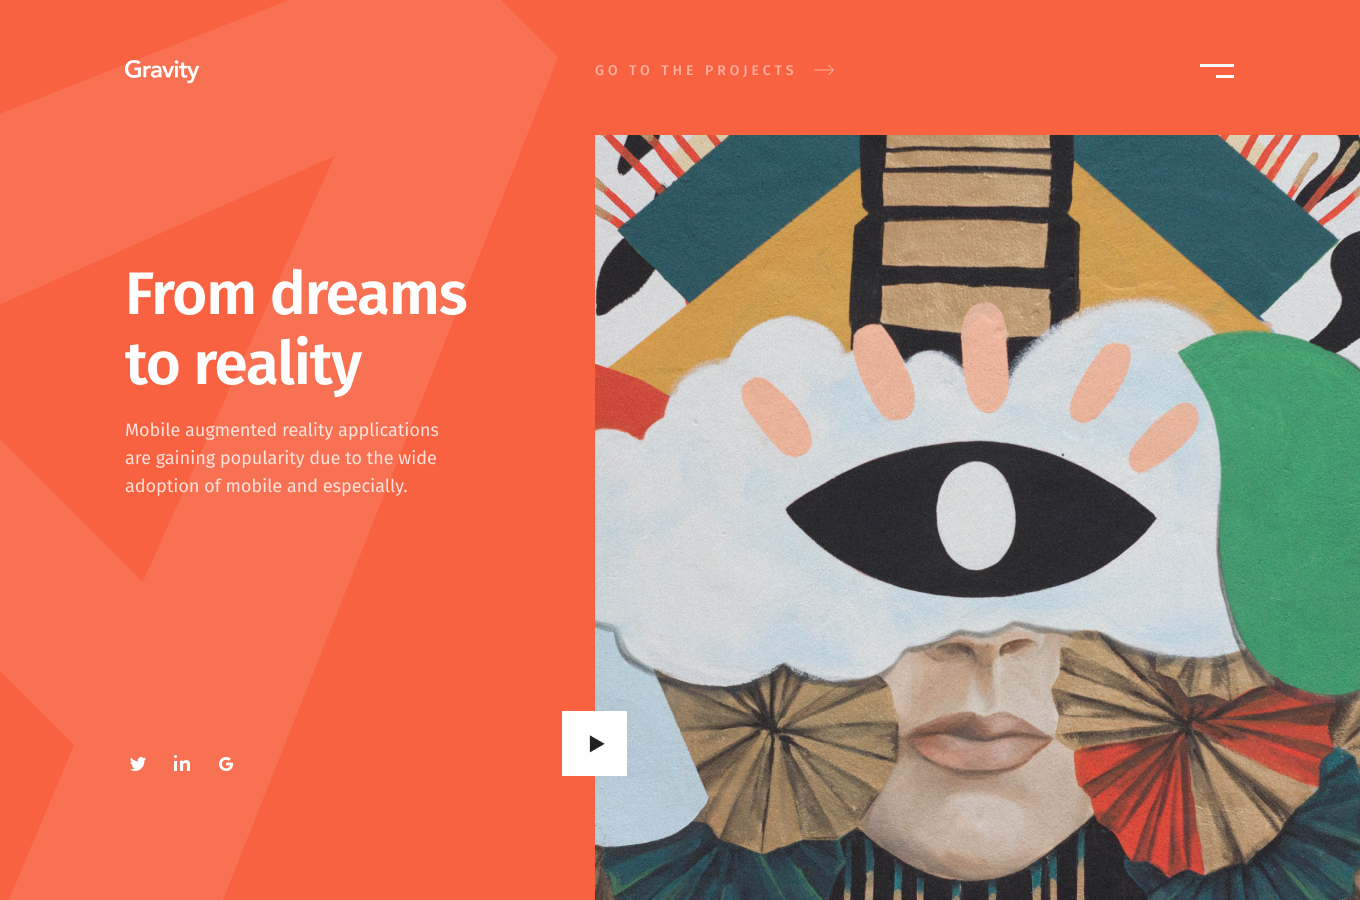 Gravity
GO TO THE PROJECTS
From dreams
to reality
Mobile augmented reality applications
are gaining popularity due to the wide
adoption of mobile and especially.